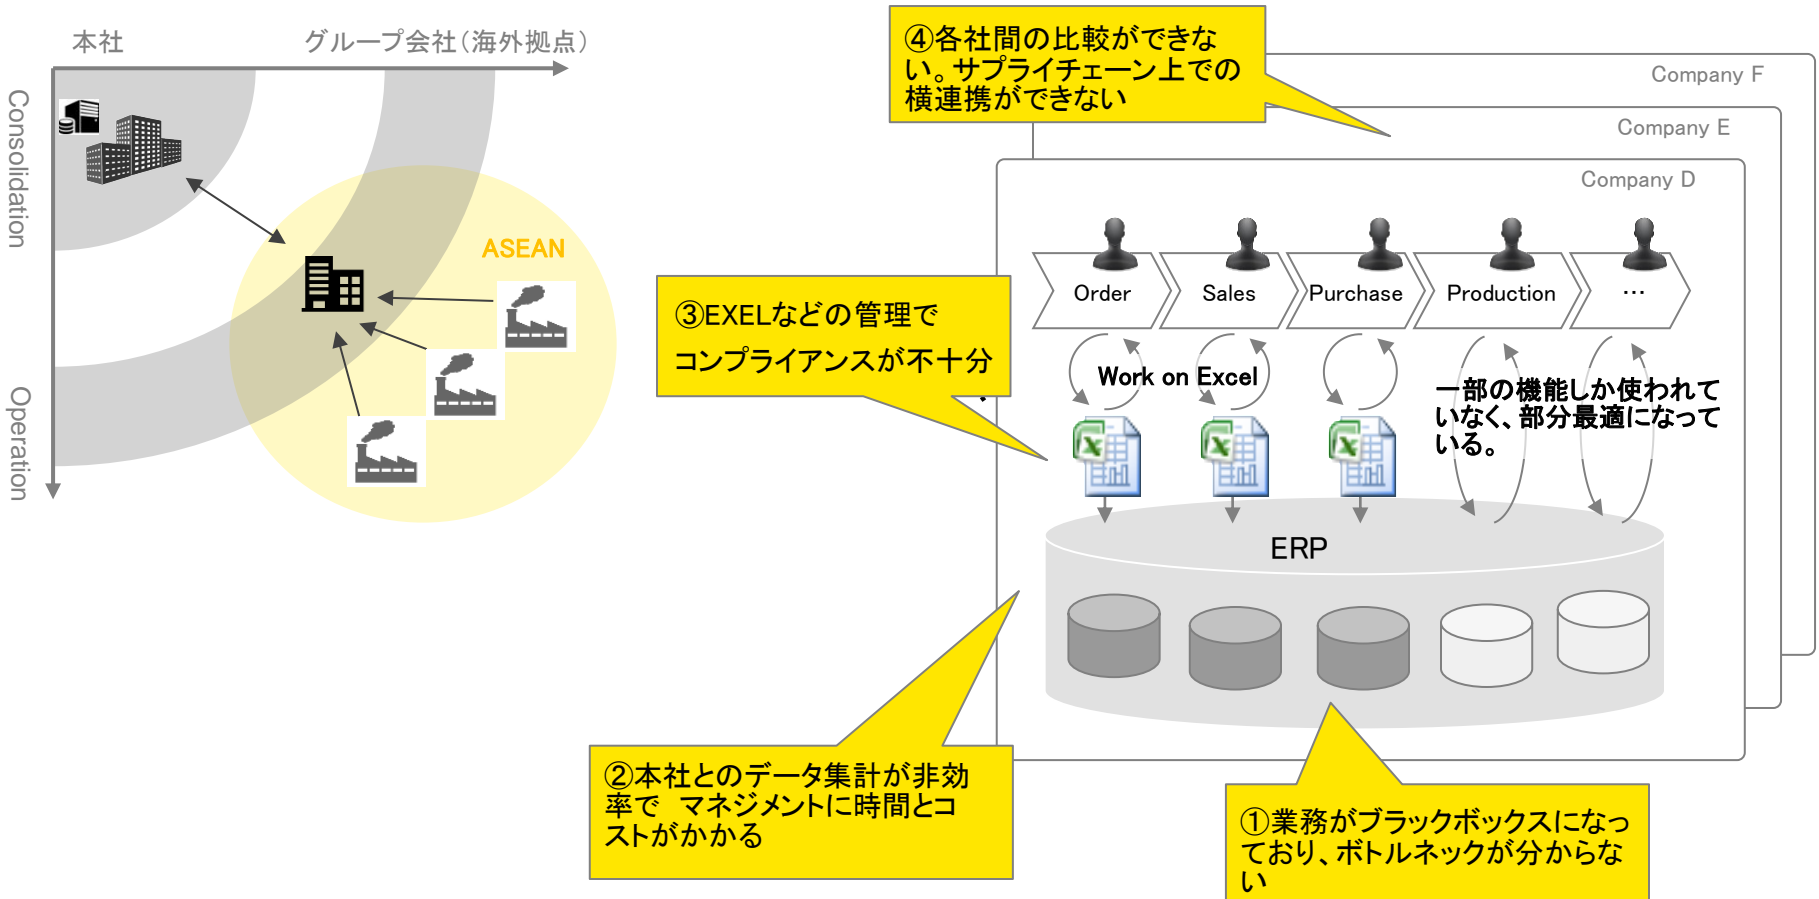 本社
グループ会社（海外拠点）
Consolidation
Operation
ASEAN
④各社間の比較ができな
い。サプライチェーン上での
横連携ができない
Company F
Company E
Company D
Order
Sales
Purchase
Production
…
③EXELなどの管理で
コンプライアンスが不十分
Work on Excel
一部の機能しか使われて
いなく、部分最適になって
いる。
ERP
②本社とのデータ集計が非効
率で　マネジメントに時間とコ
ストがかかる
①業務がブラックボックスになっ
ており、ボトルネックが分からな
い